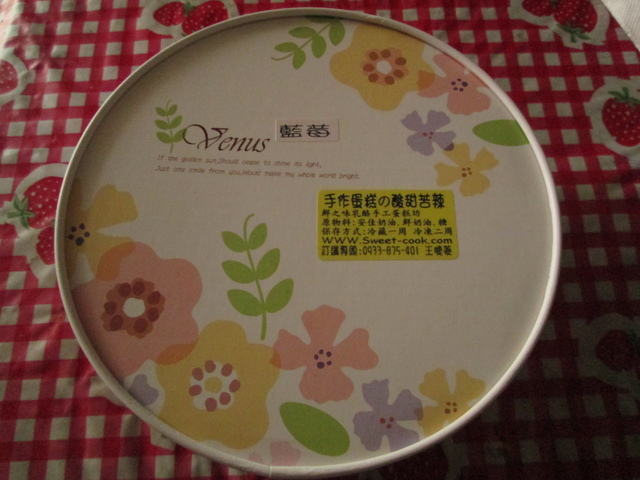 Venus
藍莓
If the golden sun,Should cease to shine its light,
Just one smile from you,Would make my whole world bright.
手作蛋糕の酸甜苦辣
鮮之味乳酪手工蛋糕坊
原物料:安佳奶油.鮮奶油.糖
保存方式:冷藏一周 冷凍二周
WWW.Sweet-cook.com
訂購專線:0933-875-401 王